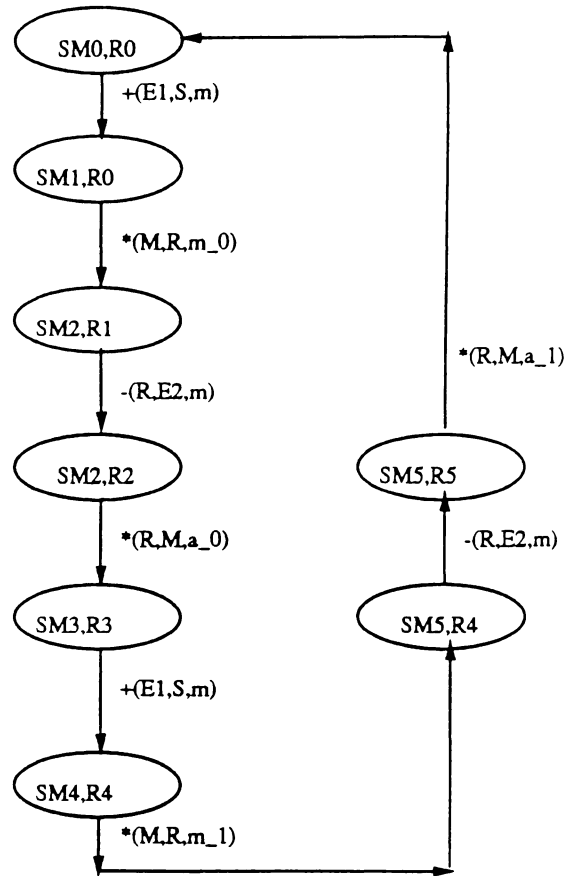 SM0,R0
+(E1,S,m)
SM1,R0
*(M,R,m_0)
SM2,R1
-(R,E2,m)
SM2,R2
*(R,M,a_0)
SM3,R3
+(E1,S,m)
SM4,R4
*(M,R,m_1)
*(R,M,a_1)
SM5,R5
-(R,E2,m)
SM5,R4